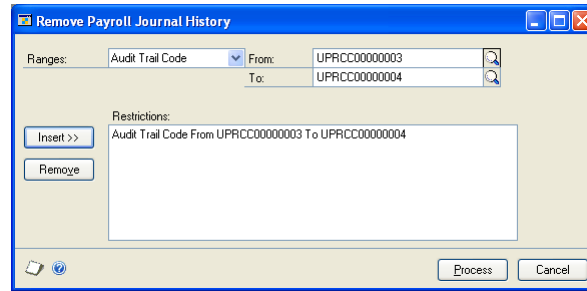 Remove Payroll Journal History
Ranges: Audit Trail Code From: UPRCC00000003
To: UPRCC00000004
Restrictions:
Insert >>
Audit Trail Code From UPRCC00000003 To UPRCC00000004
Remove
Process Cancel